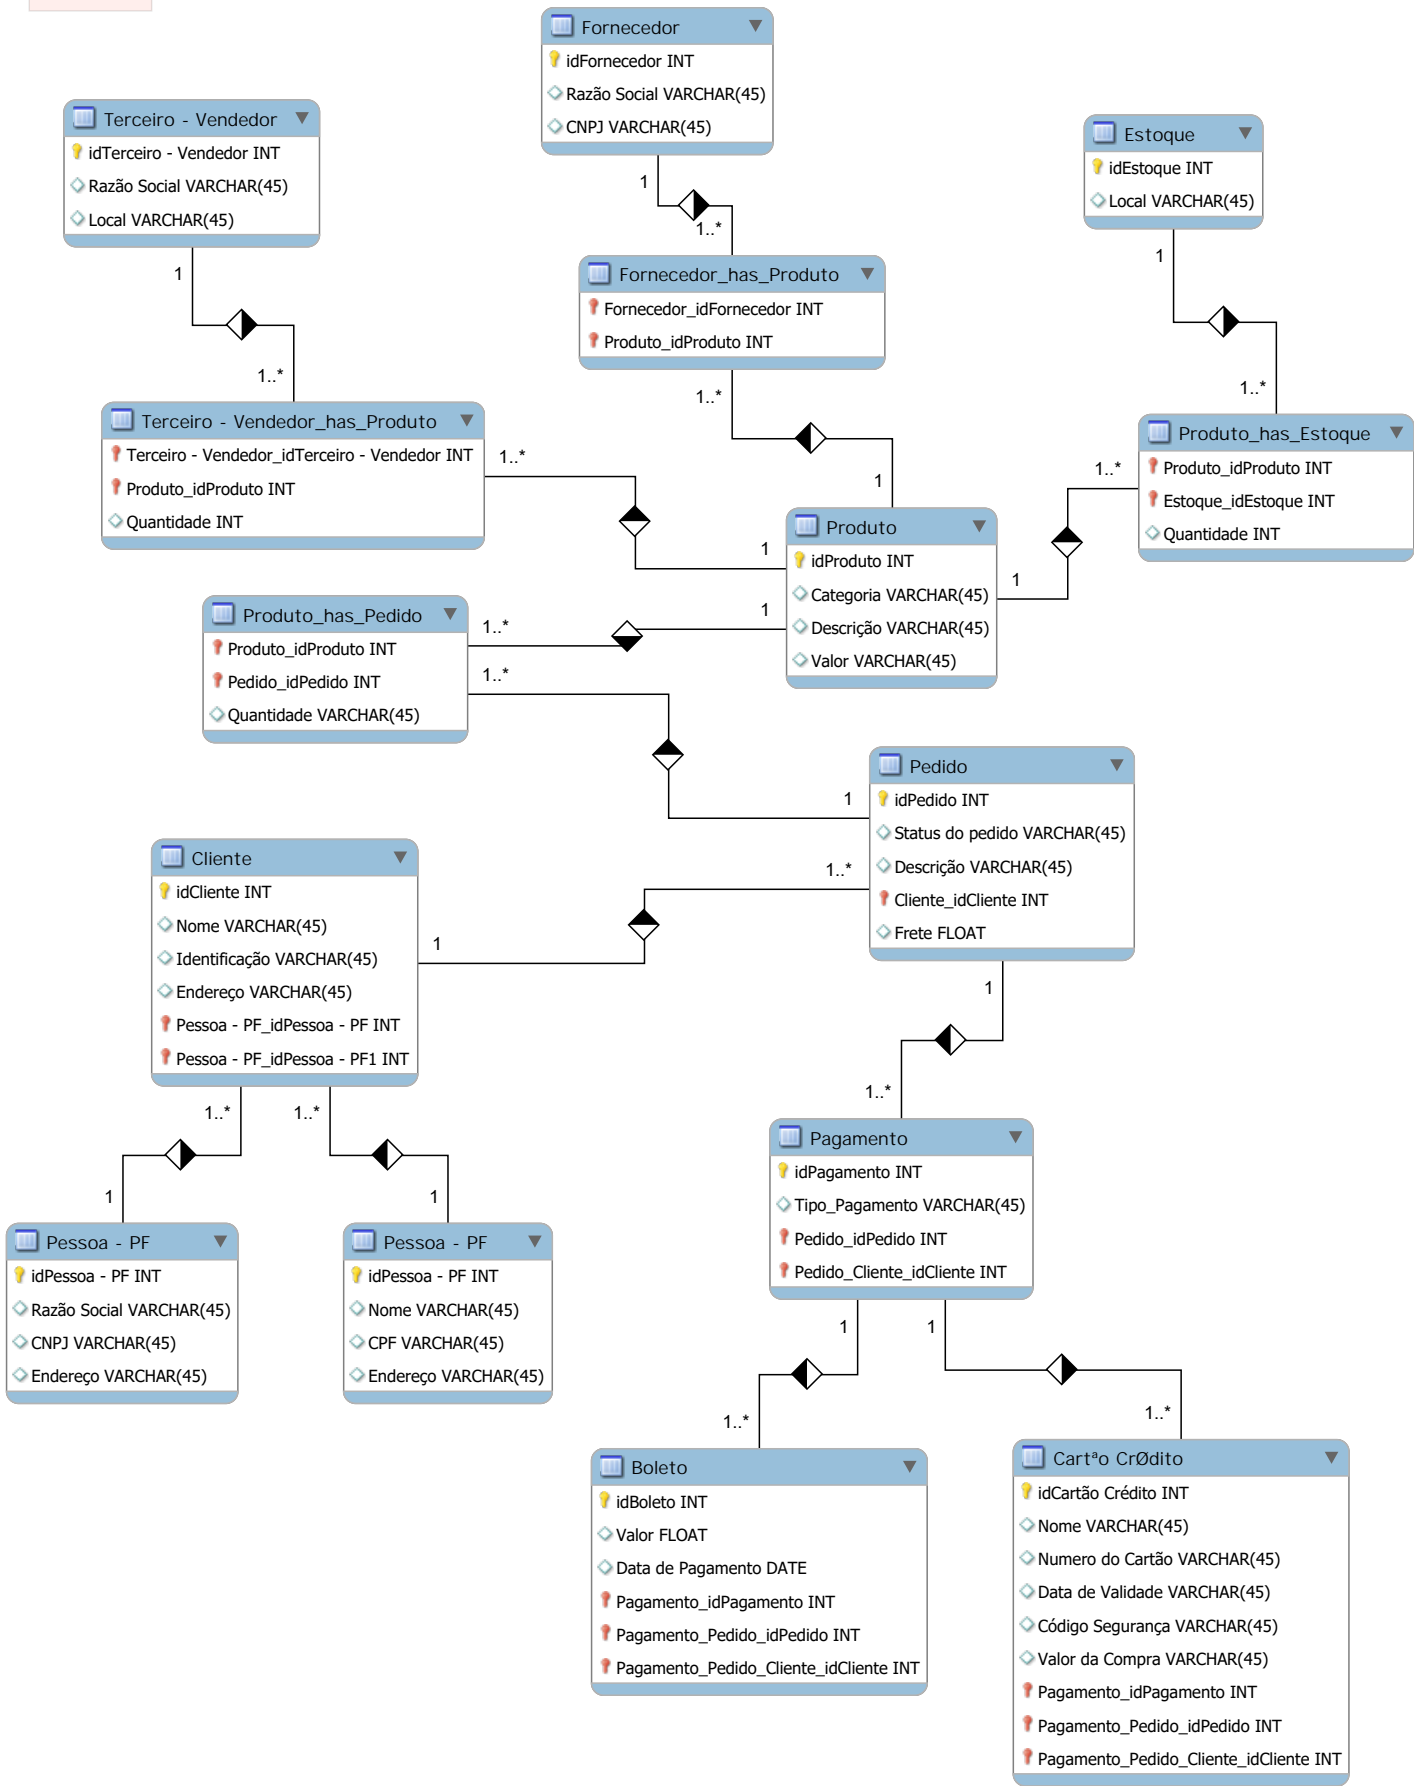 Fornecedor
idFornecedor INT
Razão Social VARCHAR(45)
CNPJ VARCHAR(45)
Terceiro - Vendedor
idTerceiro - Vendedor INT
Razão Social VARCHAR(45)
Local VARCHAR(45)
Estoque
idEstoque INT
Local VARCHAR(45)
1
1..*
1
1..*
1
1..*
Fornecedor_has_Produto
Fornecedor_idFornecedor INT
Produto_idProduto INT
Terceiro - Vendedor_has_Produto
Terceiro - Vendedor_idTerceiro - Vendedor INT
Produto_idProduto INT
Quantidade INT
Produto_has_Estoque
Produto_idProduto INT
Estoque_idEstoque INT
Quantidade INT
1..*
1
1..*
1
1..*
1
Produto
idProduto INT
Categoria VARCHAR(45)
Descrição VARCHAR(45)
Valor VARCHAR(45)
Produto_has_Pedido
Produto_idProduto INT
Pedido_idPedido INT
Quantidade VARCHAR(45)
1..*
1
1..*
1
Pedido
idPedido INT
Status do pedido VARCHAR(45)
Descrição VARCHAR(45)
Cliente_idCliente INT
Frete FLOAT
Cliente
idCliente INT
Nome VARCHAR(45)
Identificação VARCHAR(45)
Endereço VARCHAR(45)
Pessoa - PF_idPessoa - PF INT
Pessoa - PF_idPessoa - PF1 INT
1..*
1
1
1..*
1..*
1
1..*
1
Pessoa - PF
idPessoa - PF INT
Razão Social VARCHAR(45)
CNPJ VARCHAR(45)
Endereço VARCHAR(45)
Pessoa - PF
idPessoa - PF INT
Nome VARCHAR(45)
CPF VARCHAR(45)
Endereço VARCHAR(45)
Pagamento
idPagamento INT
Tipo_Pagamento VARCHAR(45)
Pedido_idPedido INT
Pedido_Cliente_idCliente INT
1
1..*
1
1..*
Boleto
idBoleto INT
Valor FLOAT
Data de Pagamento DATE
Pagamento_idPagamento INT
Pagamento_Pedido_idPedido INT
Pagamento_Pedido_Cliente_idCliente INT
Cartªo CrØdito
idCartão Crédito INT
Nome VARCHAR(45)
Numero do Cartão VARCHAR(45)
Data de Validade VARCHAR(45)
Código Segurança VARCHAR(45)
Valor da Compra VARCHAR(45)
Pagamento_idPagamento INT
Pagamento_Pedido_idPedido INT
Pagamento_Pedido_Cliente_idCliente INT